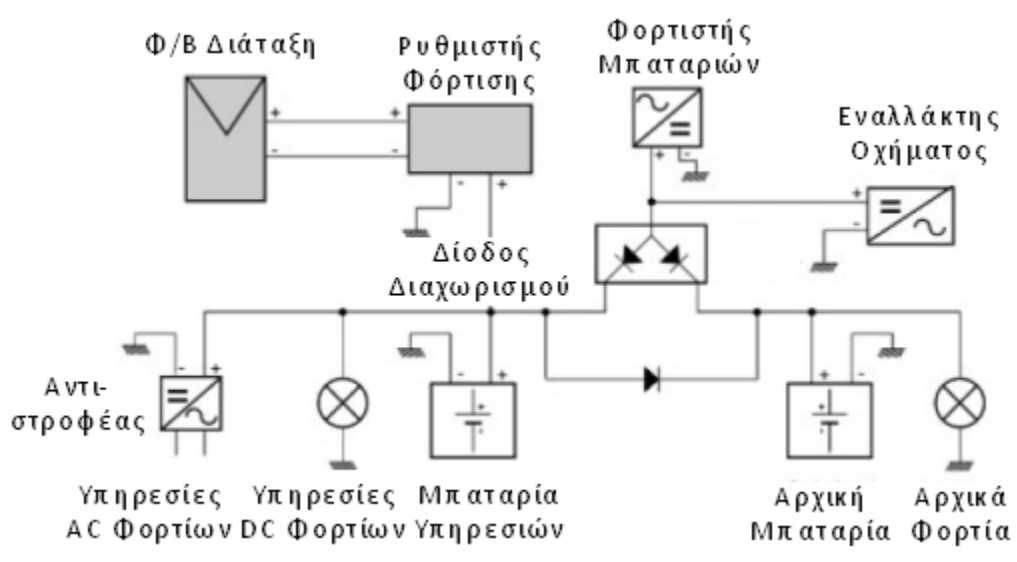 Φ/Β Διάταξη
Ρυθμιστής
Φόρτισης
Φορτιστής
Μπαταριών
Εναλλάκτης
Οχήματος
Δίοδος
Διαχωρισμού
Αντι-
στροφέας
Υπηρεσίες
AC Φορτίων
Υπηρεσίες
DC Φορτίων
Μπαταρία
Υπηρεσιών
Αρχική
Μπαταρία
Αρχικά
Φορτία